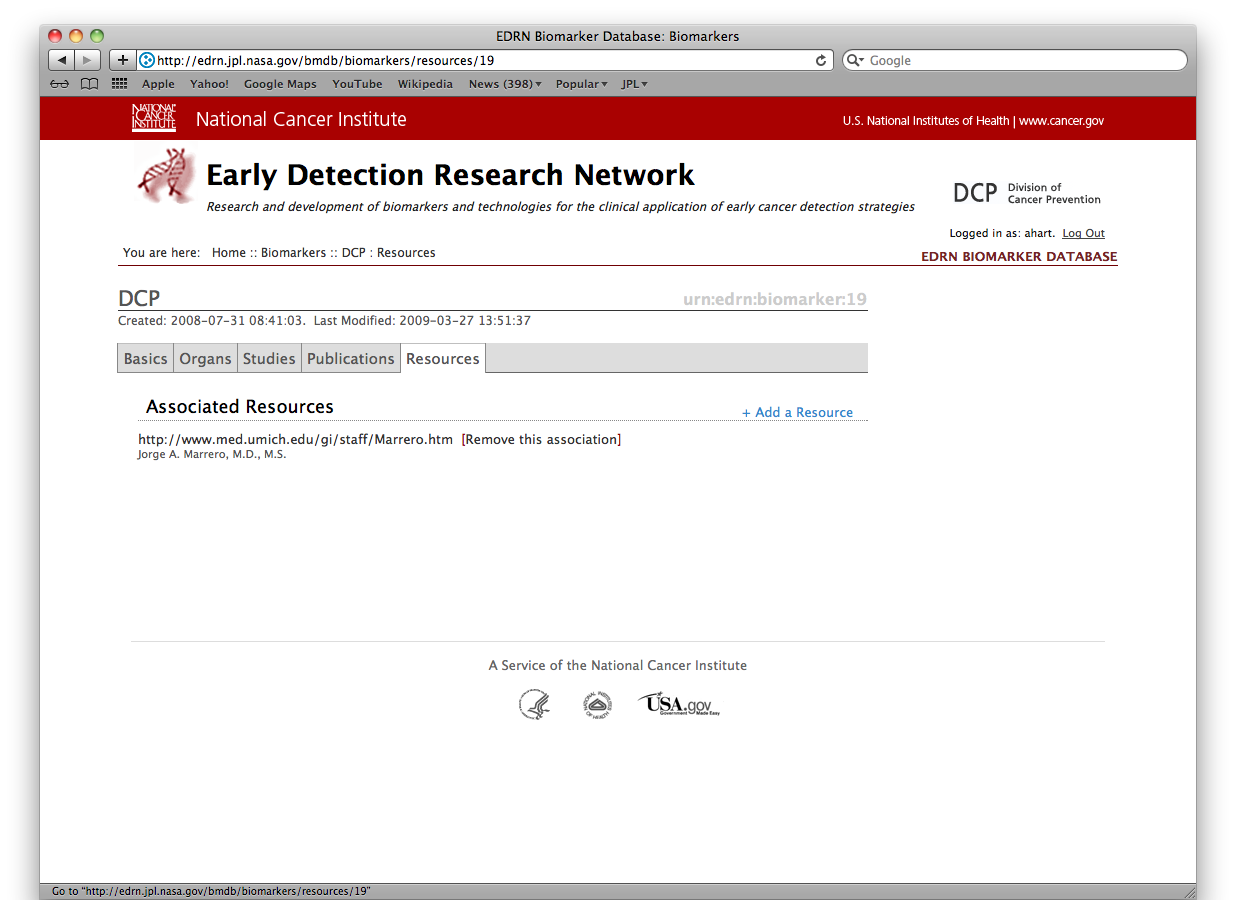 EDRN Biomarker Database: Biomarkers
http://edrn.jpl.nasa.gov/bmdb/biomarkers/resources/19
Google
Apple Yahoo! Google Maps YouTube Wikipedia News (398) Popular JPL
NATIONAL CANCER INSTITUTE
National Cancer Institute
U.S. National Institutes of Health | www.cancer.gov
Early Detection Research Network
Research and development of biomarkers and technologies for the clinical application of early cancer detection strategies
DCP Division of
Cancer Prevention
Logged in as: ahart. Log Out
You are here: Home :: Biomarkers :: DCP : Resources
EDRN BIOMARKER DATABASE
DCP
urn:edrn:biomarker:19
Created: 2008-07-31 08:41:03. Last Modified: 2009-03-27 13:51:37
Basics Organs Studies Publications Resources
Associated Resources
+ Add a Resource
http://www.med.umich.edu/gi/staff/Marrero.htm [Remove this association]
Jorge A. Marrero, M.D., M.S.
A Service of the National Cancer Institute
NATIONAL INSTITUTES OF HEALTH
USA.gov
Government Made Easy
Go to "http://edrn.jpl.nasa.gov/bmdb/biomarkers/resources/19"